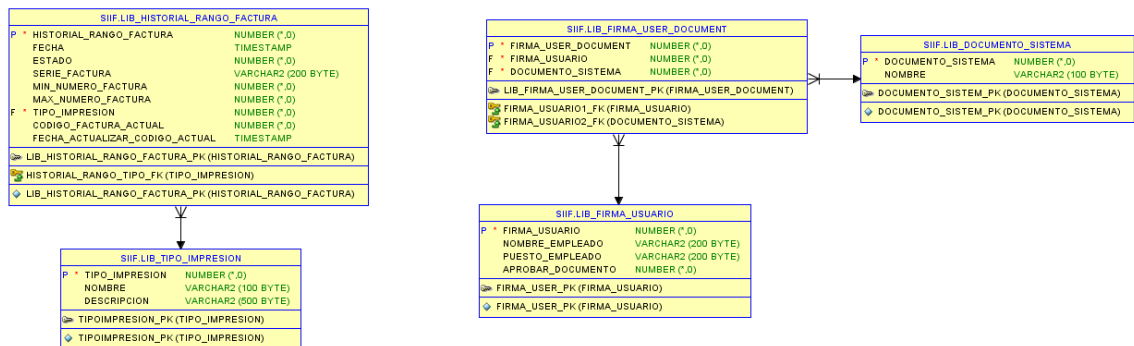 SIIF.LIB_HISTORIAL_RANGO_FACTURA
P * HISTORIAL_RANGO_FACTURA NUMBER (*,0)
FECHA TIMESTAMP
ESTADO NUMBER (*,0)
SERIE_FACTURA VARCHAR2 (200 BYTE)
MIN_NUMERO_FACTURA NUMBER (*,0)
MAX_NUMERO_FACTURA NUMBER (*,0)
F * TIPO_IMPRESION NUMBER (*,0)
CODIGO_FACTURA_ACTUAL NUMBER (*,0)
FECHA_ACTUALIZAR_CODIGO_ACTUAL TIMESTAMP
LIB_HISTORIAL_RANGO_FACTURA_PK (HISTORIAL_RANGO_FACTURA)
HISTORIAL_RANGO_TIPO_FK (TIPO_IMPRESION)
LIB_HISTORIAL_RANGO_FACTURA_PK (HISTORIAL_RANGO_FACTURA)
SIIF.LIB_TIPO_IMPRESION
P * TIPO_IMPRESION NUMBER (*,0)
NOMBRE VARCHAR2 (100 BYTE)
DESCRIPCION VARCHAR2 (500 BYTE)
TIPOIMPRESION_PK (TIPO_IMPRESION)
TIPOIMPRESION_PK (TIPO_IMPRESION)
SIIF.LIB_FIRMA_USER_DOCUMENT
P * FIRMA_USER_DOCUMENT NUMBER (*,0)
F * FIRMA_USUARIO NUMBER (*,0)
F * DOCUMENTO_SISTEMA NUMBER (*,0)
LIB_FIRMA_USER_DOCUMENT_PK (FIRMA_USER_DOCUMENT)
FIRMA_USUARIO1_FK (FIRMA_USUARIO)
FIRMA_USUARIO2_FK (DOCUMENTO_SISTEMA)
SIIF.LIB_DOCUMENTO_SISTEMA
P * DOCUMENTO_SISTEMA NUMBER (*,0)
NOMBRE VARCHAR2 (100 BYTE)
DOCUMENTO_SISTEM_PK (DOCUMENTO_SISTEMA)
DOCUMENTO_SISTEM_PK (DOCUMENTO_SISTEMA)
SIIF.LIB_FIRMA_USUARIO
P * FIRMA_USUARIO NUMBER (*,0)
NOMBRE_EMPLEADO VARCHAR2 (200 BYTE)
PUESTO_EMPLEADO VARCHAR2 (200 BYTE)
APROBAR_DOCUMENTO NUMBER (*,0)
FIRMA_USER_PK (FIRMA_USUARIO)
FIRMA_USER_PK (FIRMA_USUARIO)